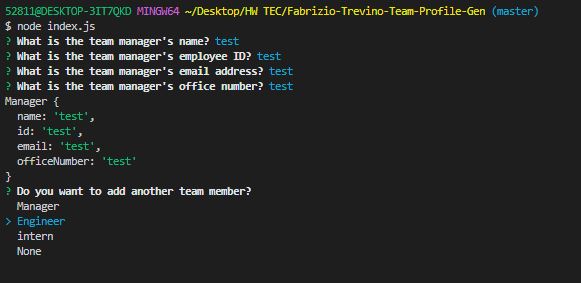 52811@DESKTOP-3IT7QKD MINGW64 ~/Desktop/HW TEC/Fabrizio-Trevino-Team-Profile-Gen (master)
$ node index.js
? What is the team manager's name? test
? What is the team manager's employee ID? test
? What is the team manager's email address? test
? What is the team manager's office number? test
Manager {
  name: 'test',
  id: 'test',
  email: 'test',
  officeNumber: 'test'
}
? Do you want to add another team member?
  Manager
> Engineer
  intern
  None